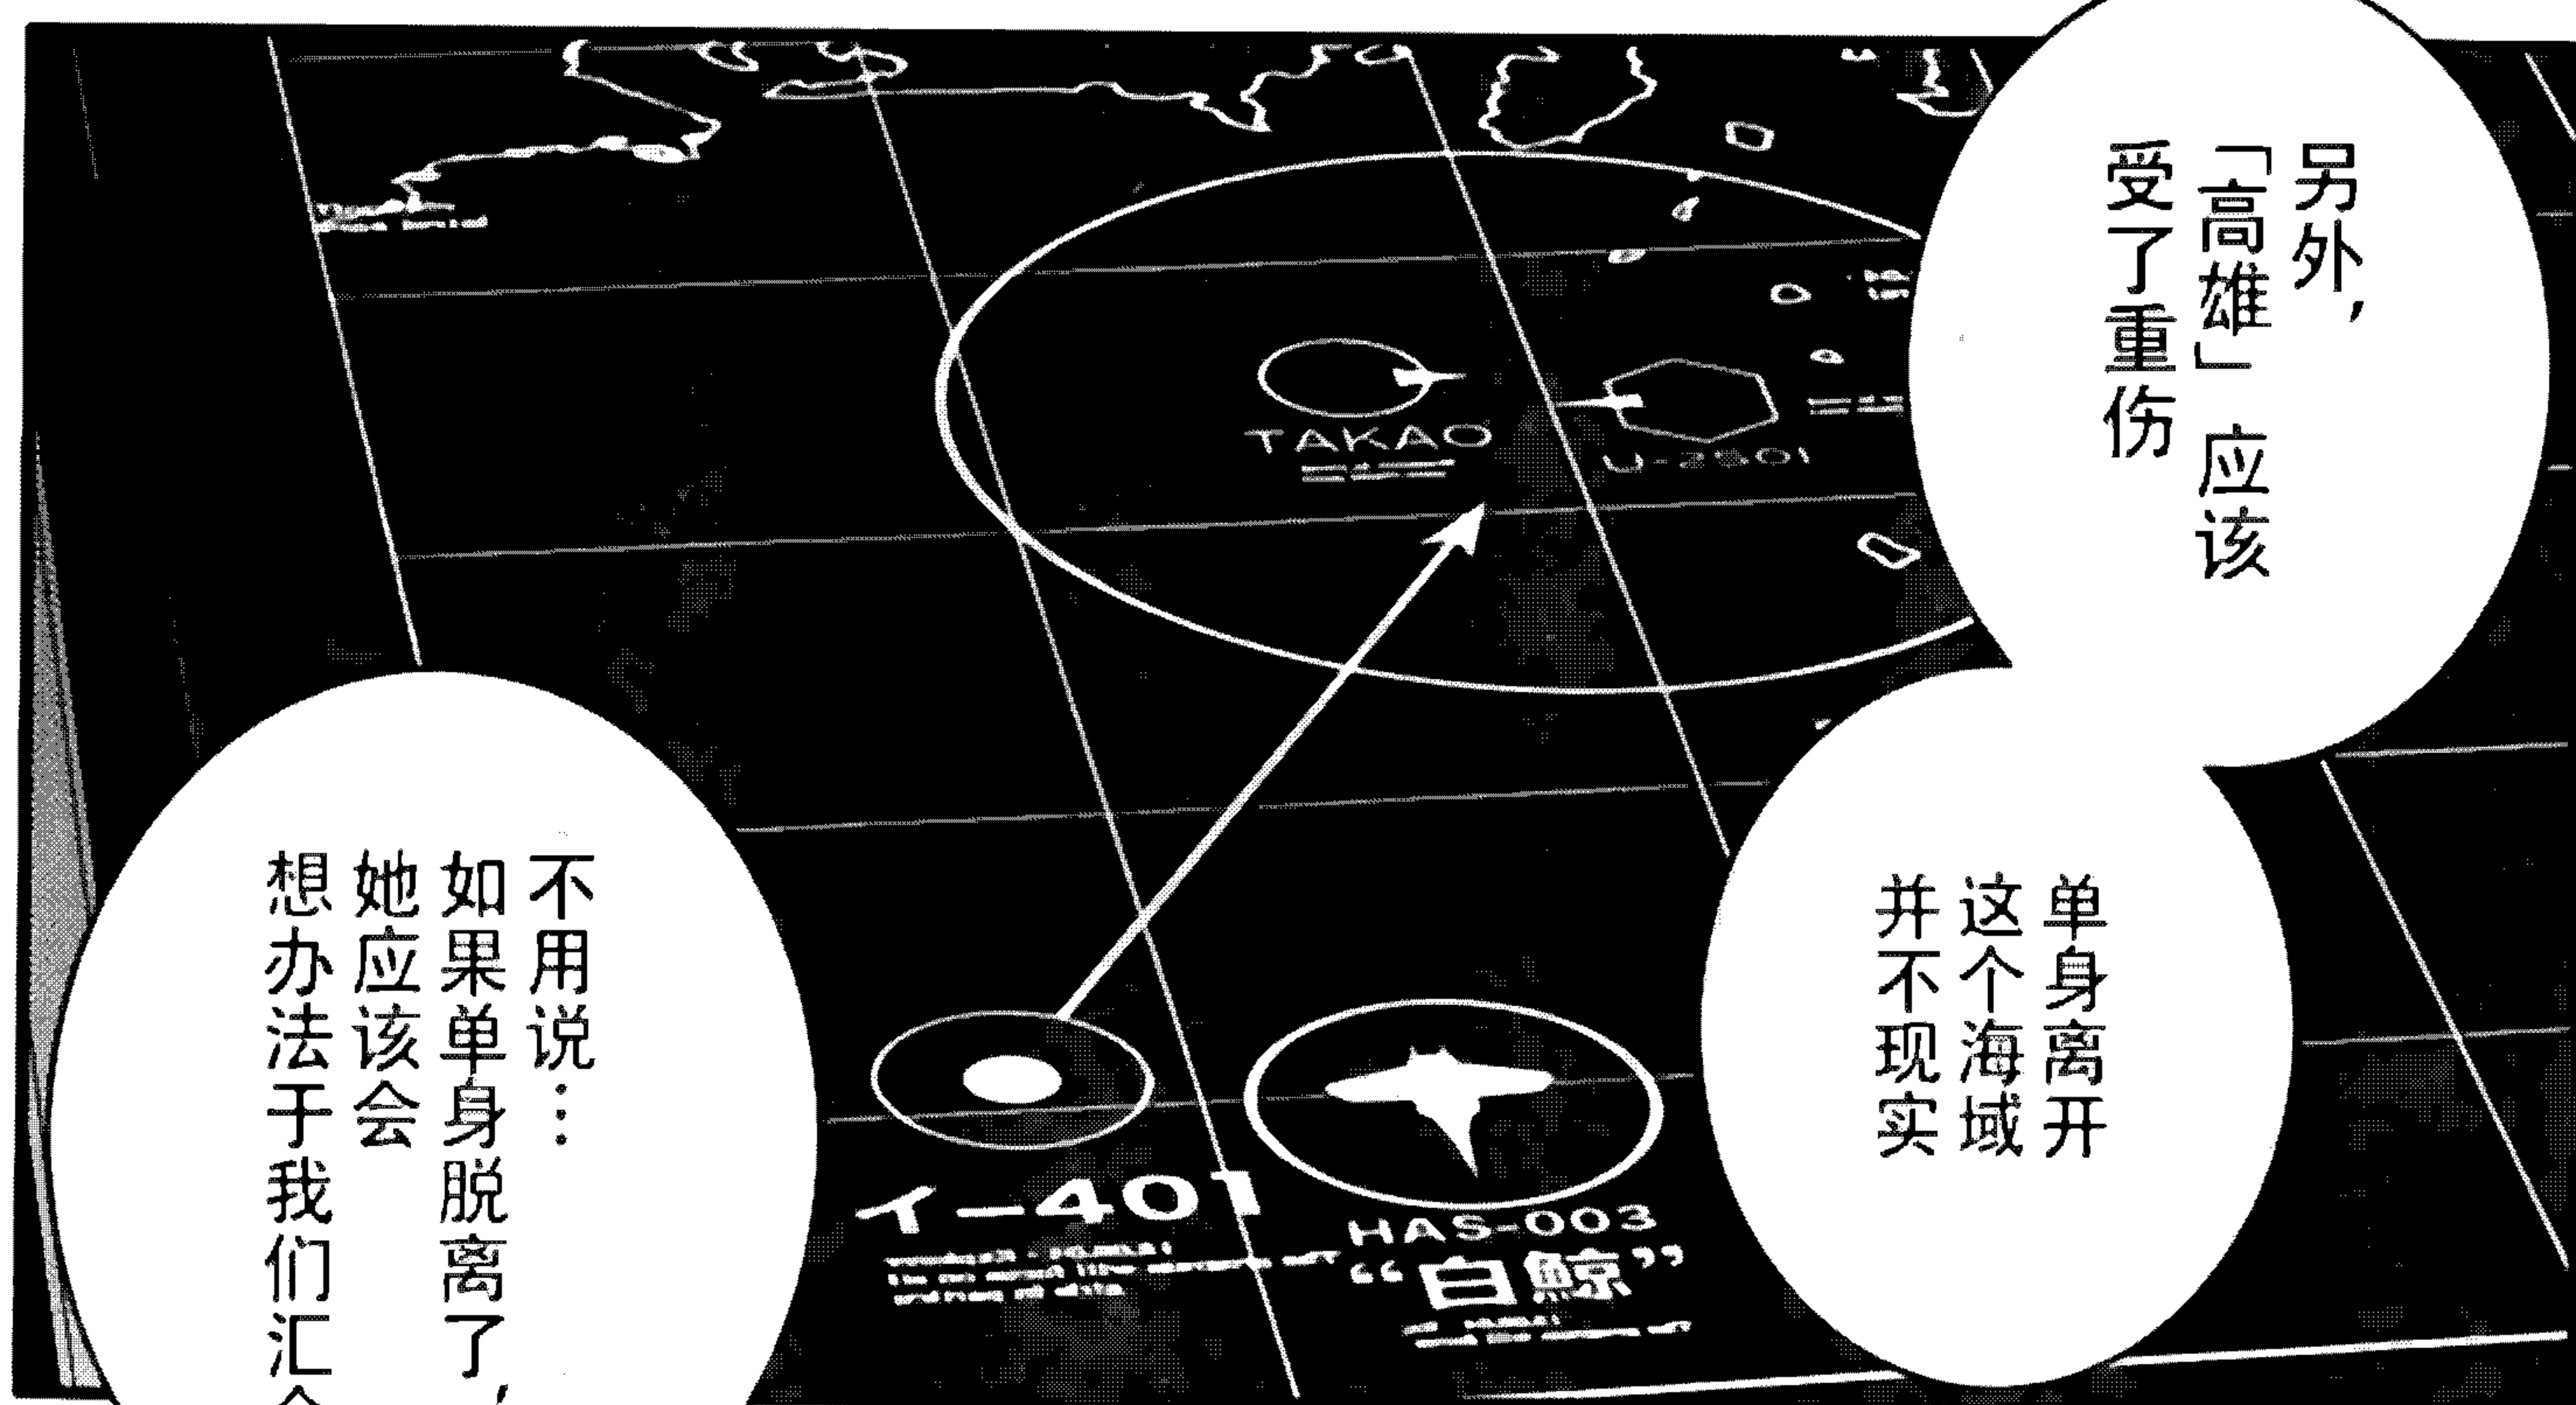 另外，
「高雄」应该
受了重伤
单身离开
这个海域
并不现实
不用说…
如果单身脱离了，
她应该会
想办法于我们汇合
TAKAO
U-2501
イ-401
HAS-003
“白鯨”